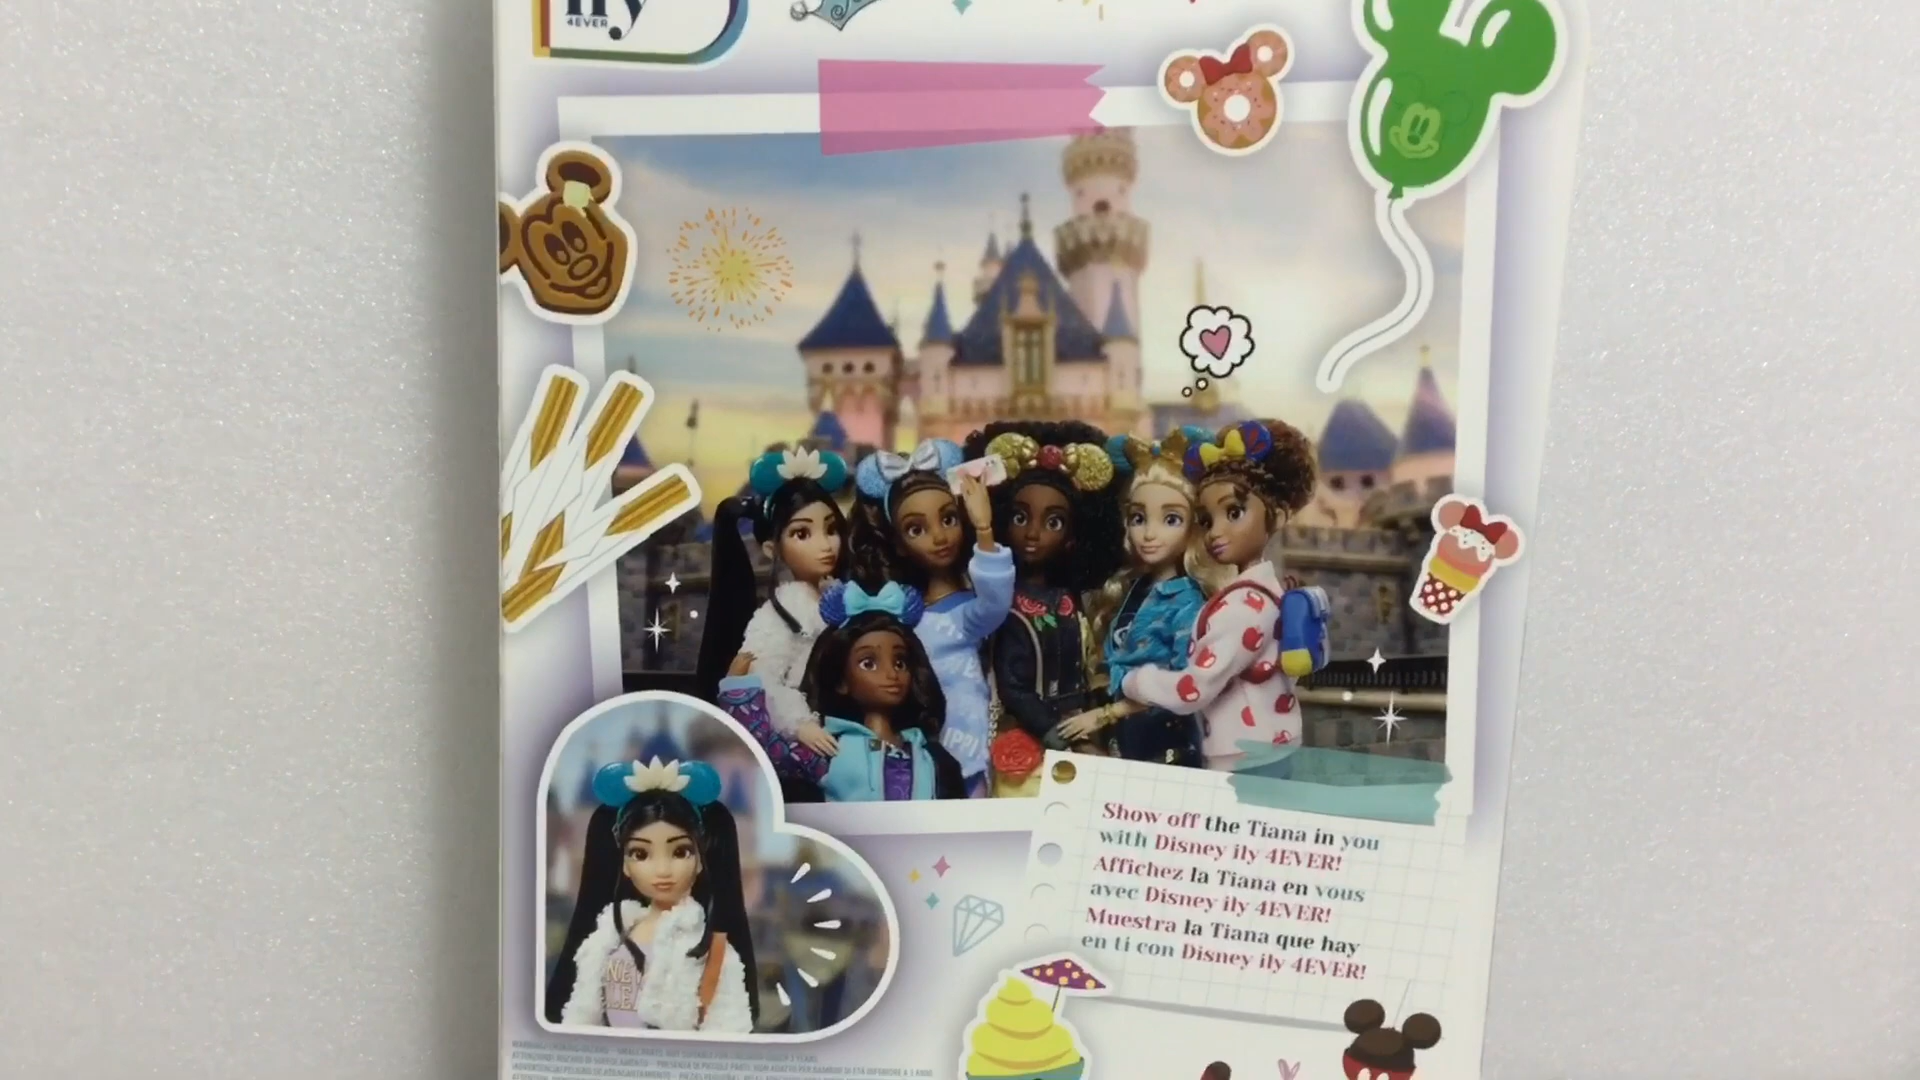 ily
4EVER
Show off the Tiana in you
with Disney ily 4EVER!
Affichez la Tiana en vous
avec Disney ily 4EVER!
Muestra la Tiana que hay
en ti con Disney ily 4EVER!